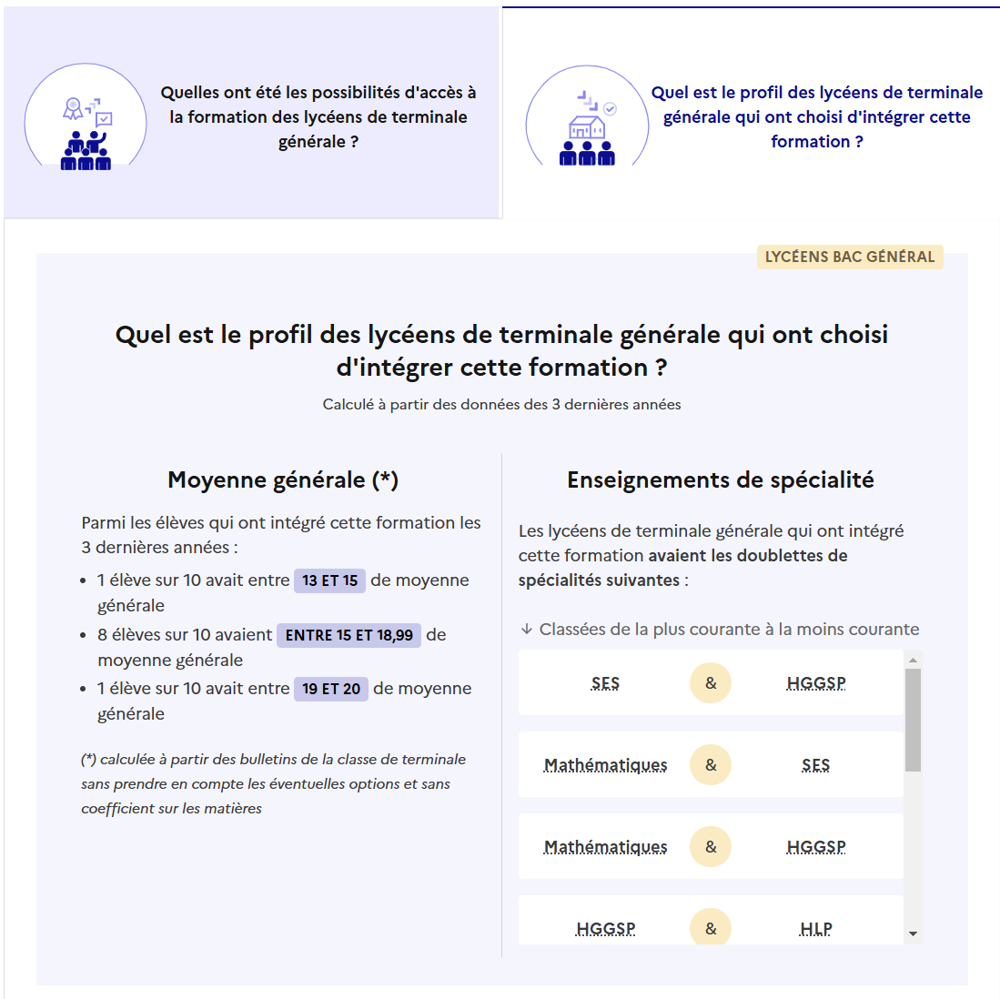 Quelles ont été les possibilités d'accès à
la formation des lycéens de terminale
générale ?
Quel est le profil des lycéens de terminale
générale qui ont choisi d'intégrer cette
formation ?
LYCÉENS BAC GÉNÉRAL
Quel est le profil des lycéens de terminale générale qui ont choisi
d'intégrer cette formation ?
Calculé à partir des données des 3 dernières années
Moyenne générale (*)
Parmi les élèves qui ont intégré cette formation les
3 dernières années :
• 1 élève sur 10 avait entre 13 ET 15 de moyenne
générale
• 8 élèves sur 10 avaient ENTRE 15 ET 18,99 de
moyenne générale
• 1 élève sur 10 avait entre 19 ET 20 de moyenne
générale
(*) calculée à partir des bulletins de la classe de terminale
sans prendre en compte les éventuelles options et sans
coefficient sur les matières
Enseignements de spécialité
Les lycéens de terminale générale qui ont intégré
cette formation avaient les doublettes de
spécialités suivantes :
↓ Classées de la plus courante à la moins courante
SES & HGGSP
Mathématiques & SES
Mathématiques & HGGSP
HGGSP & HLP